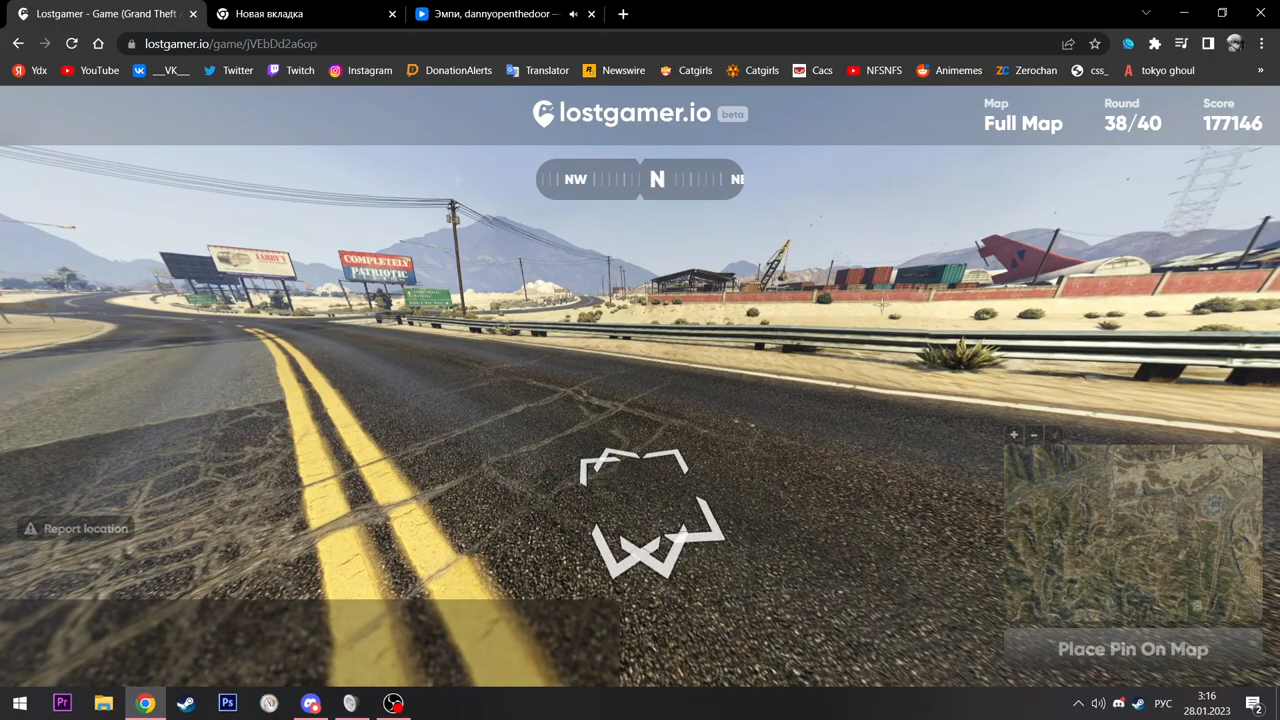 Lostgamer - Game (Grand Theft
Новая вкладка
Эмпи, dannyopenthedoor —
lostgamer.io/game/jVEbDd2a6op
Ydx
YouTube
__VK__
Twitter
Twitch
Instagram
DonationAlerts
Translator
Newswire
Catgirls
Catgirls
Cacs
NFSNFS
Animemes
Zerochan
css_
tokyo ghoul
»
lostgamer.io beta
Map
Full Map
Round
38/40
Score
177146
NW N NE
LARRY'S
COMPLETELY
PATRIOTIC
Report location
+ -
Place Pin On Map
Pr
Ps
РУС
3:16
28.01.2023
2